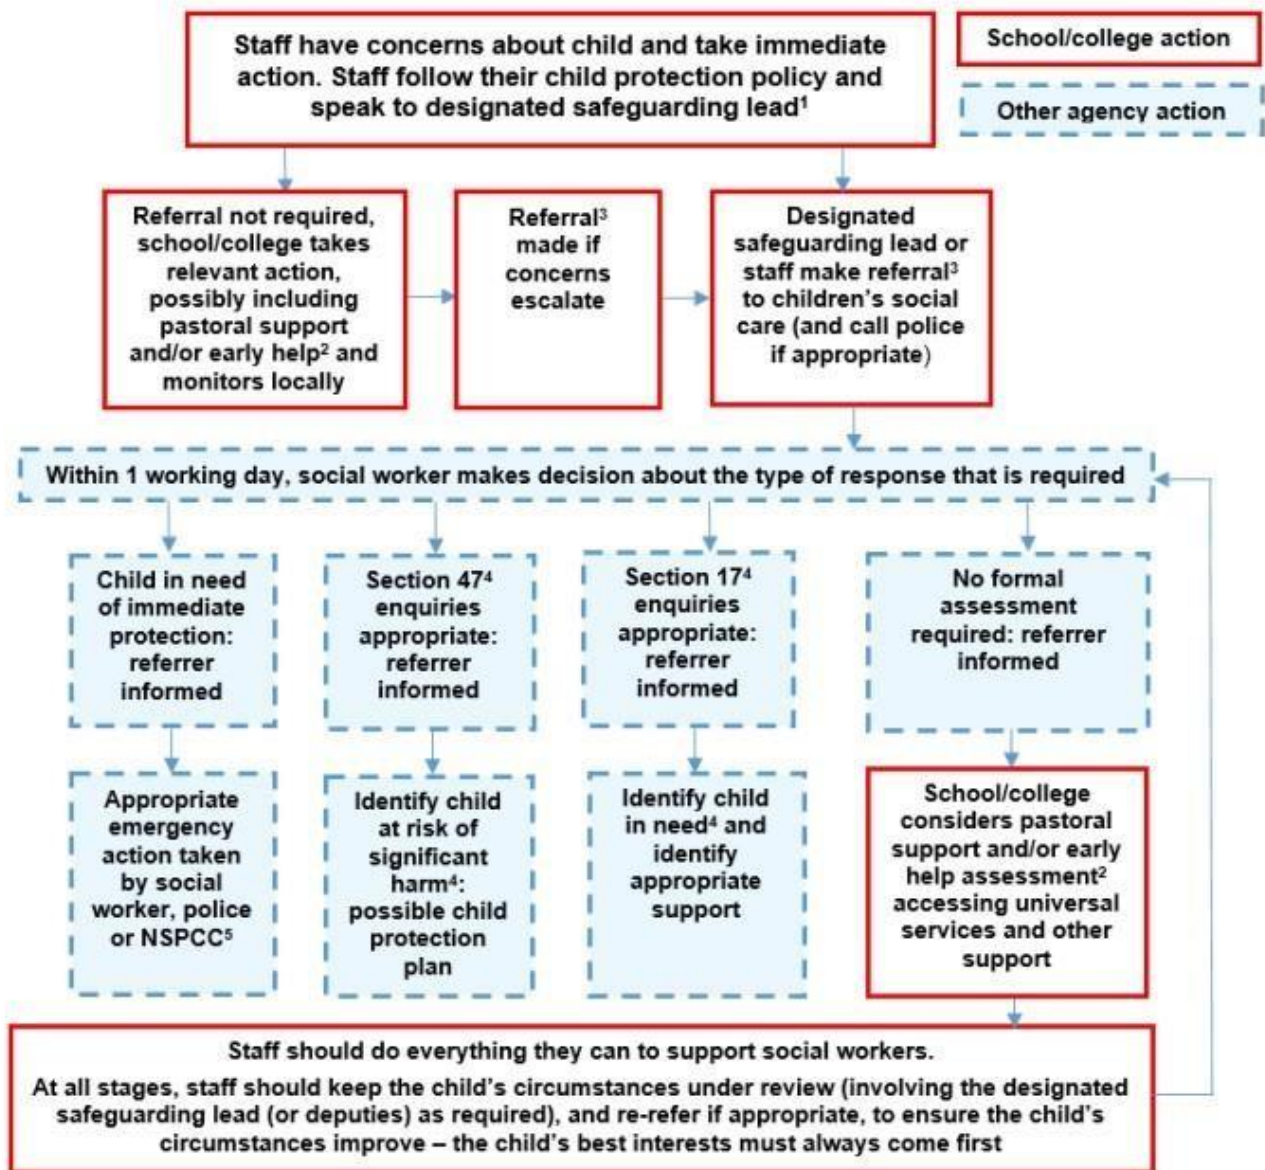 Staff have concerns about child and take immediate
action. Staff follow their child protection policy and
speak to designated safeguarding lead¹
School/college action
Other agency action
Referral not required,
school/college takes
relevant action,
possibly including
pastoral support
and/or early help² and
monitors locally
Referral³
made if
concerns
escalate
Designated
safeguarding lead or
staff make referral³
to children's social
care (and call police
if appropriate)
Within 1 working day, social worker makes decision about the type of response that is required
Child in need
of immediate
protection:
referrer
informed
Section 47⁴
enquiries
appropriate:
referrer
informed
Section 17⁴
enquiries
appropriate:
referrer
informed
No formal
assessment
required: referrer
informed
Appropriate
emergency
action taken
by social
worker, police
or NSPCC⁵
Identify child
at risk of
significant
harm⁴:
possible child
protection
plan
Identify child
in need⁴ and
identify
appropriate
support
School/college
considers pastoral
support and/or early
help assessment²
accessing universal
services and other
support
Staff should do everything they can to support social workers.
At all stages, staff should keep the child's circumstances under review (involving the designated
safeguarding lead (or deputies) as required), and re-refer if appropriate, to ensure the child's
circumstances improve – the child's best interests must always come first